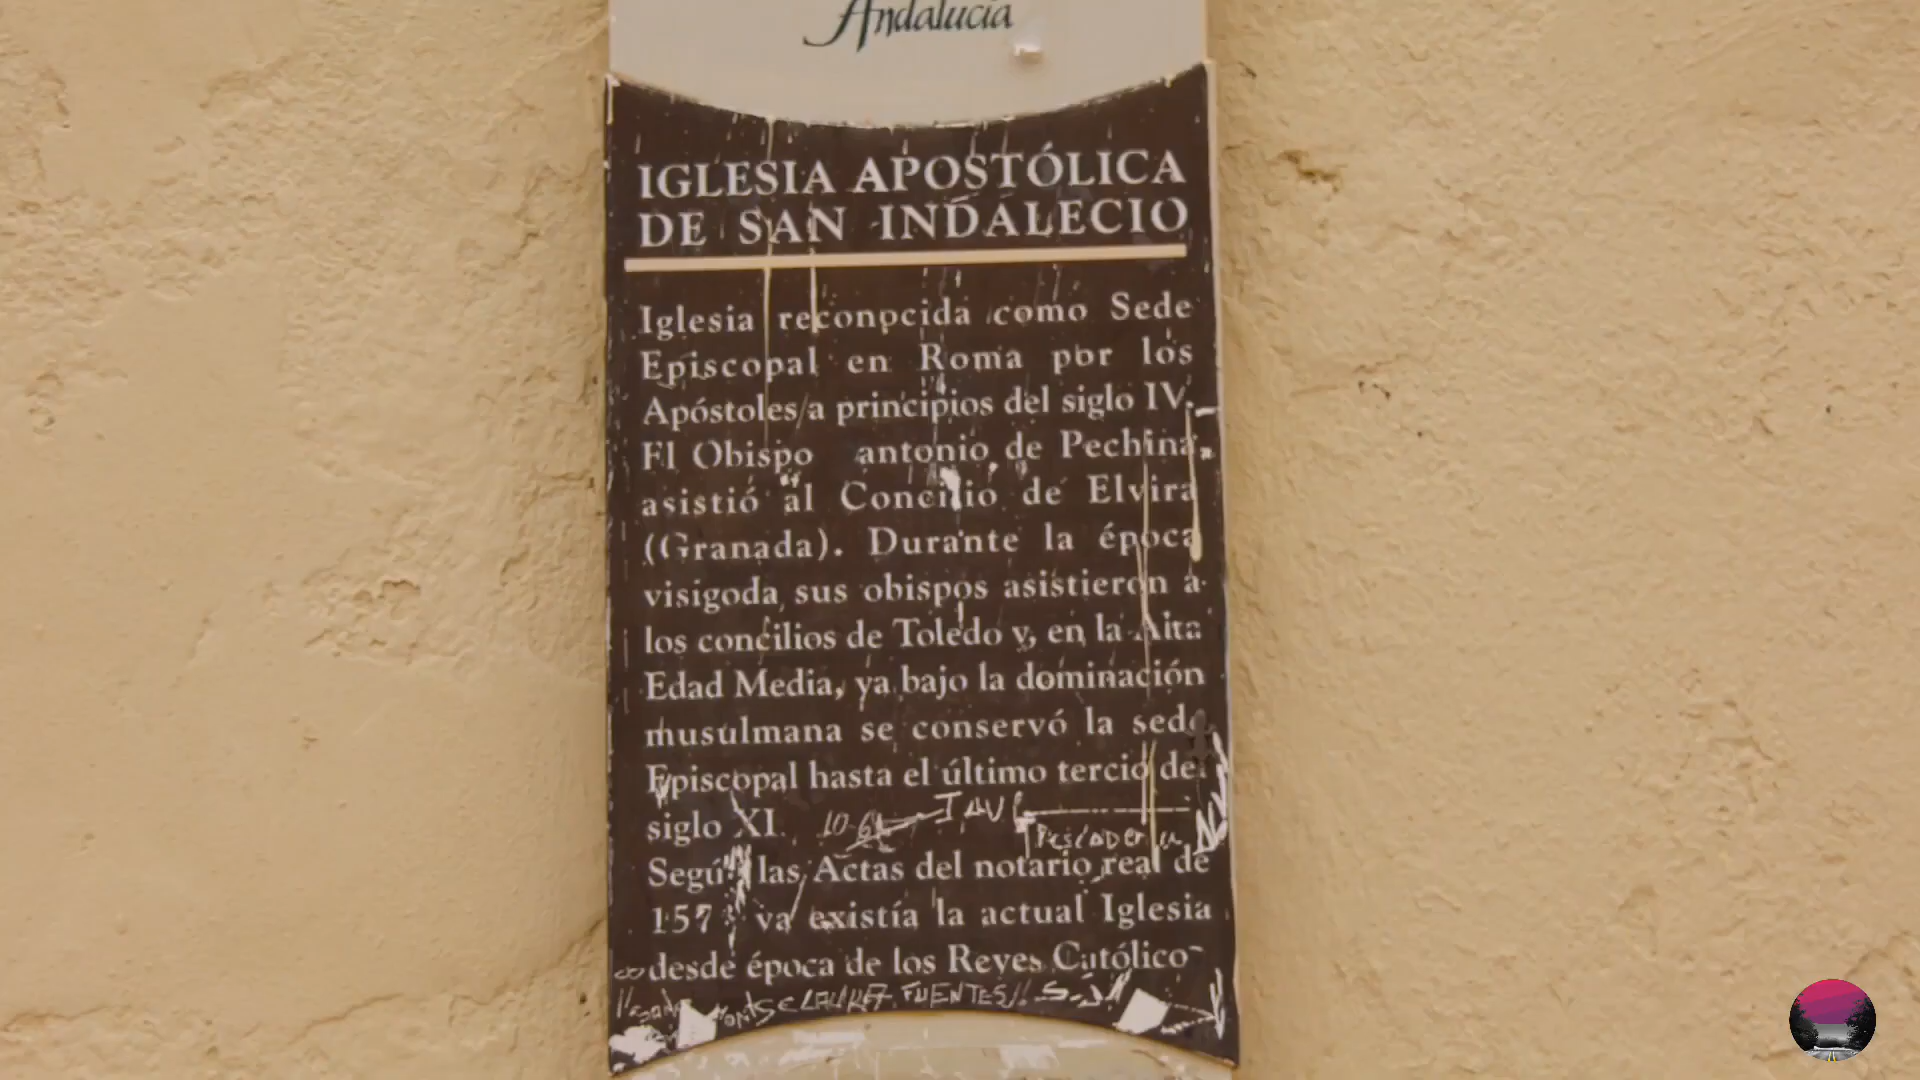 Andalucía
IGLESIA APOSTÓLICA
DE SAN INDALECIO
Iglesia reconocida como Sede
Episcopal en Roma por los
Apóstoles a principios del siglo IV.
El Obispo antonio de Pechina,
asistió al Concilio de Elvira
(Granada). Durante la época
visigoda sus obispos asistieron a
los concilios de Toledo y, en la Alta
Edad Media, ya bajo la dominación
musulmana se conservó la sede
Episcopal hasta el último tercio del
siglo XI.
Según las Actas del notario real de
157 ya existía la actual Iglesia
desde época de los Reyes Católico
FUENTES!!